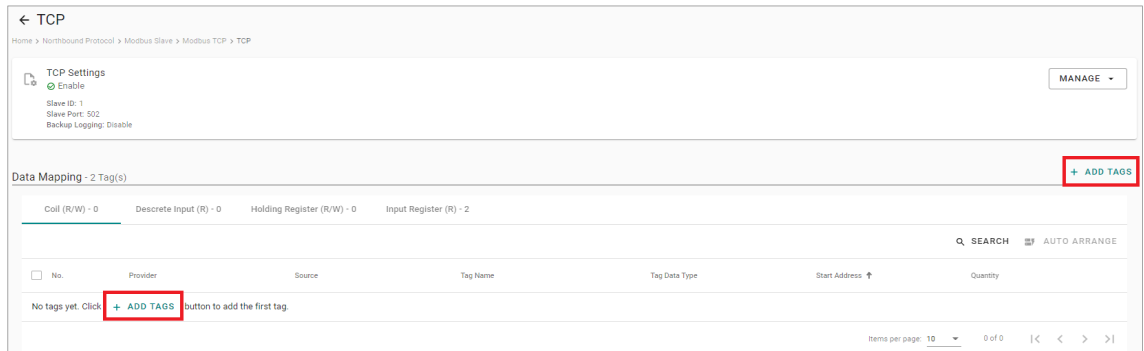 ← TCP
Home > Northbound Protocol > Modbus Slave > Modbus TCP > TCP
TCP Settings
Enable
MANAGE
Slave ID: 1
Slave Port: 502
Backup Logging: Disable
+ ADD TAGS
Data Mapping - 2 Tag(s)
Coil (R/W) - 0 Descrete Input (R) - 0 Holding Register (R/W) - 0 Input Register (R) - 2
SEARCH AUTO ARRANGE
No. Provider Source Tag Name Tag Data Type Start Address ↑ Quantity
No tags yet. Click + ADD TAGS button to add the first tag.
Items per page: 10 0 of 0 |< < > >|